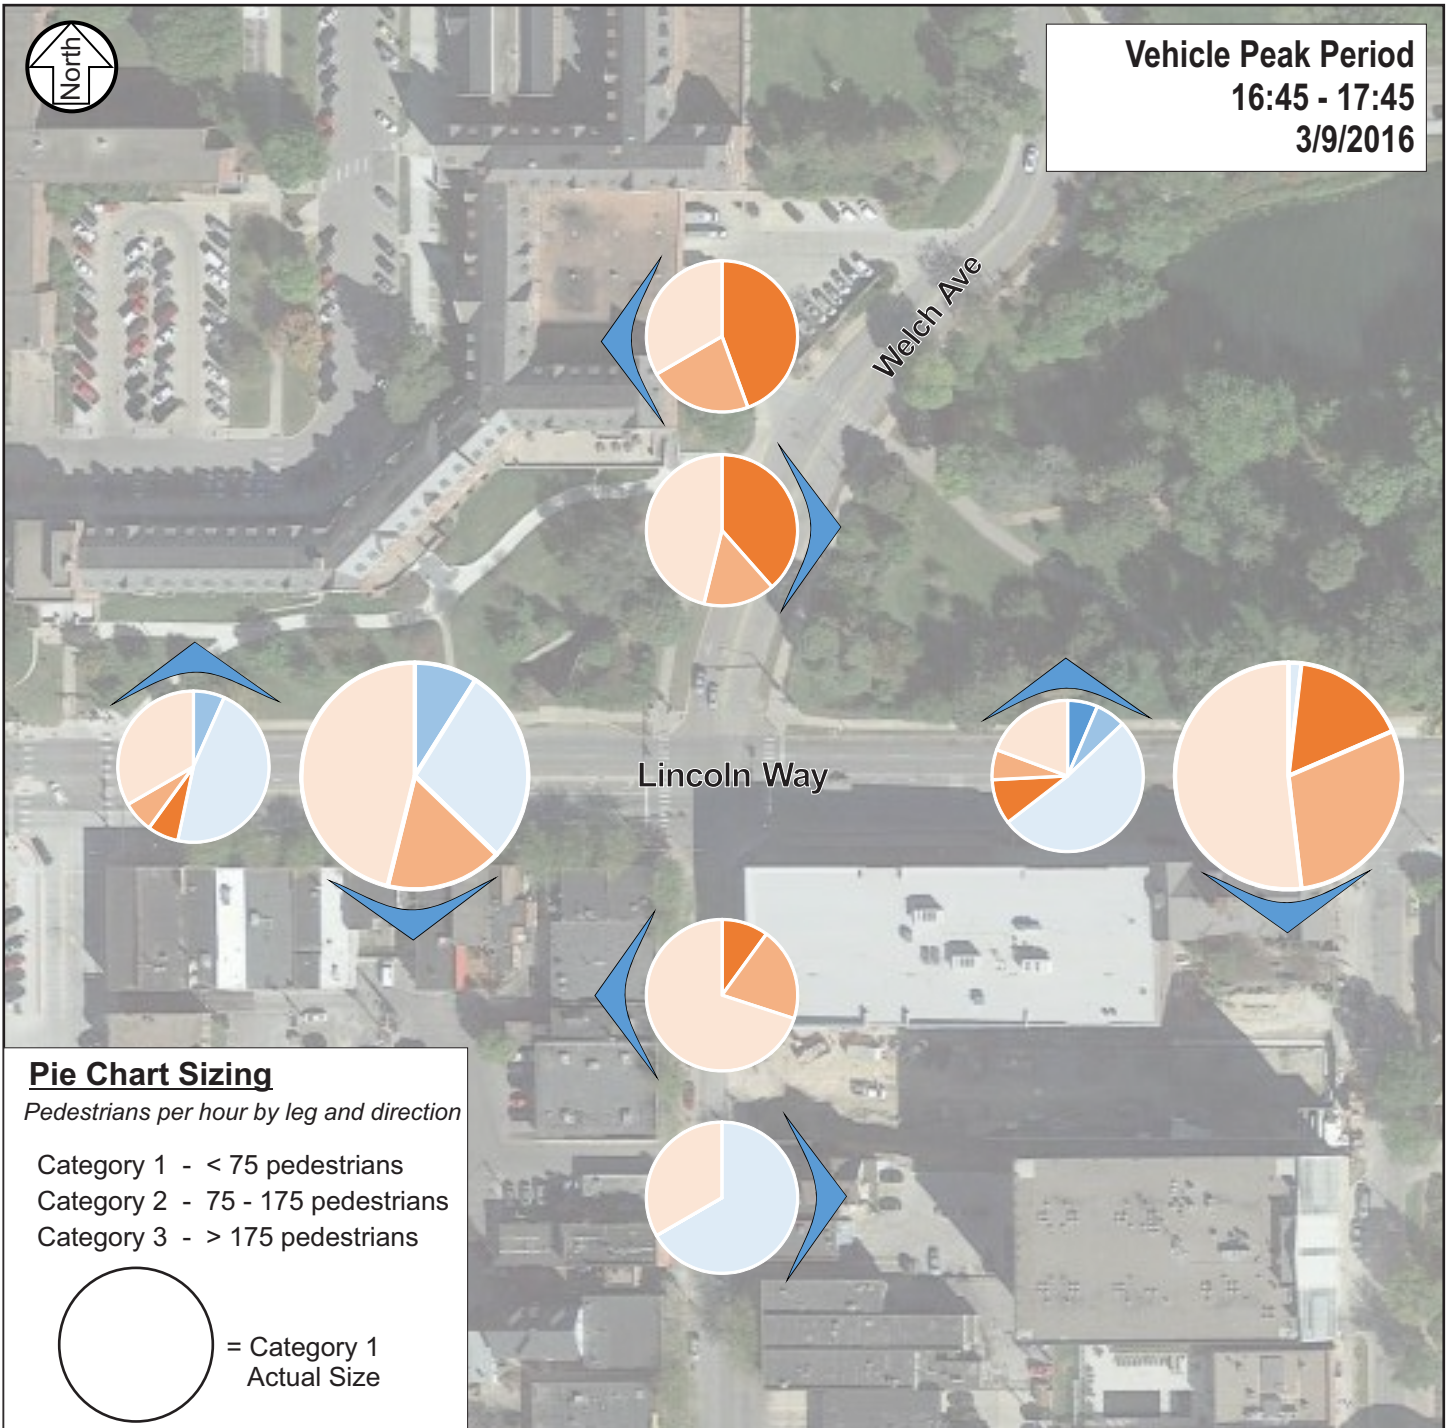 North
Vehicle Peak Period
16:45 - 17:45
3/9/2016
Welch Ave
Lincoln Way
Pie Chart Sizing
Pedestrians per hour by leg and direction
Category 1 - < 75 pedestrians
Category 2 - 75 - 175 pedestrians
Category 3 - > 175 pedestrians
= Category 1
Actual Size